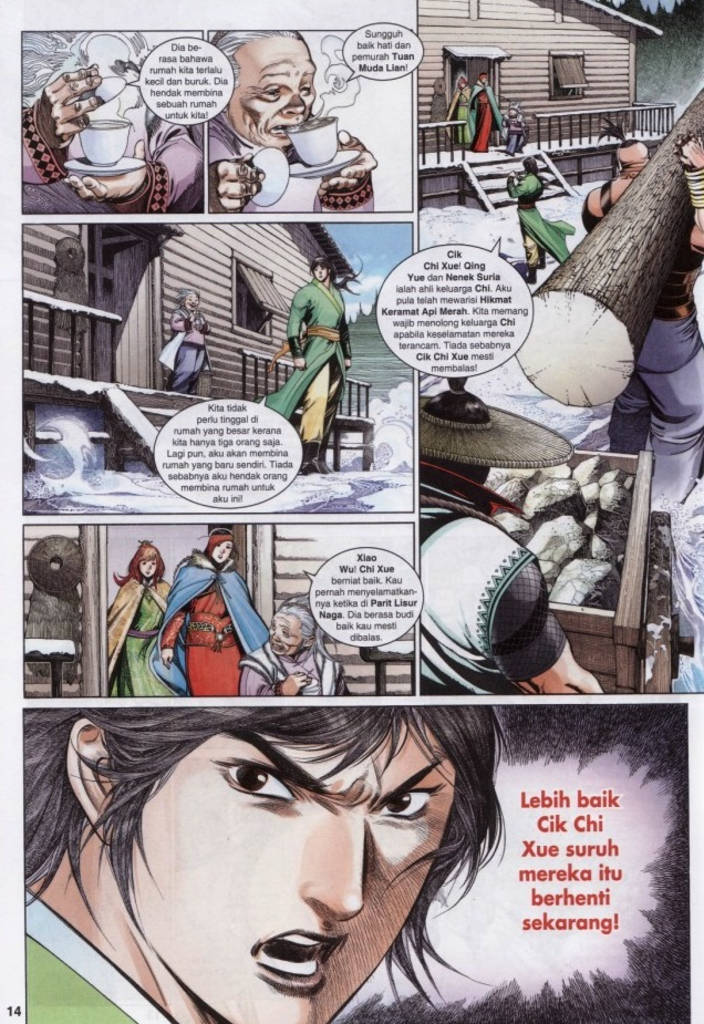 Dia be-
rasa bahawa
rumah kita terlalu
kecil dan buruk. Dia
hendak membina
sebuah rumah
untuk kita!
Sungguh
baik hati dan
pemurah Tuan
Muda Lian!
Cik
Chi Xue! Qing
Yue dan Nenek Suria
ialah ahli keluarga Chi. Aku
pula telah mewarisi Hikmat
Keramat Api Merah. Kita memang
wajib menolong keluarga Chi
apabila keselamatan mereka
terancam. Tiada sebabnya
Cik Chi Xue mesti
membalas!
Kita tidak
perlu tinggal di
rumah yang besar kerana
kita hanya tiga orang saja.
Lagi pun, aku akan membina
rumah yang baru sendiri. Tiada
sebabnya mereka hendak orang
membina rumah untuk
aku ini!
Xiao
Wu! Chi Xue
berniat baik. Kau
pernah menyelamatkan-
nya ketika di Parit Lisur
Naga. Dia berasa budi
baik kau mesti
dibalas.
Lebih baik
Cik Chi
Xue suruh
mereka itu
berhenti
sekarang!
14